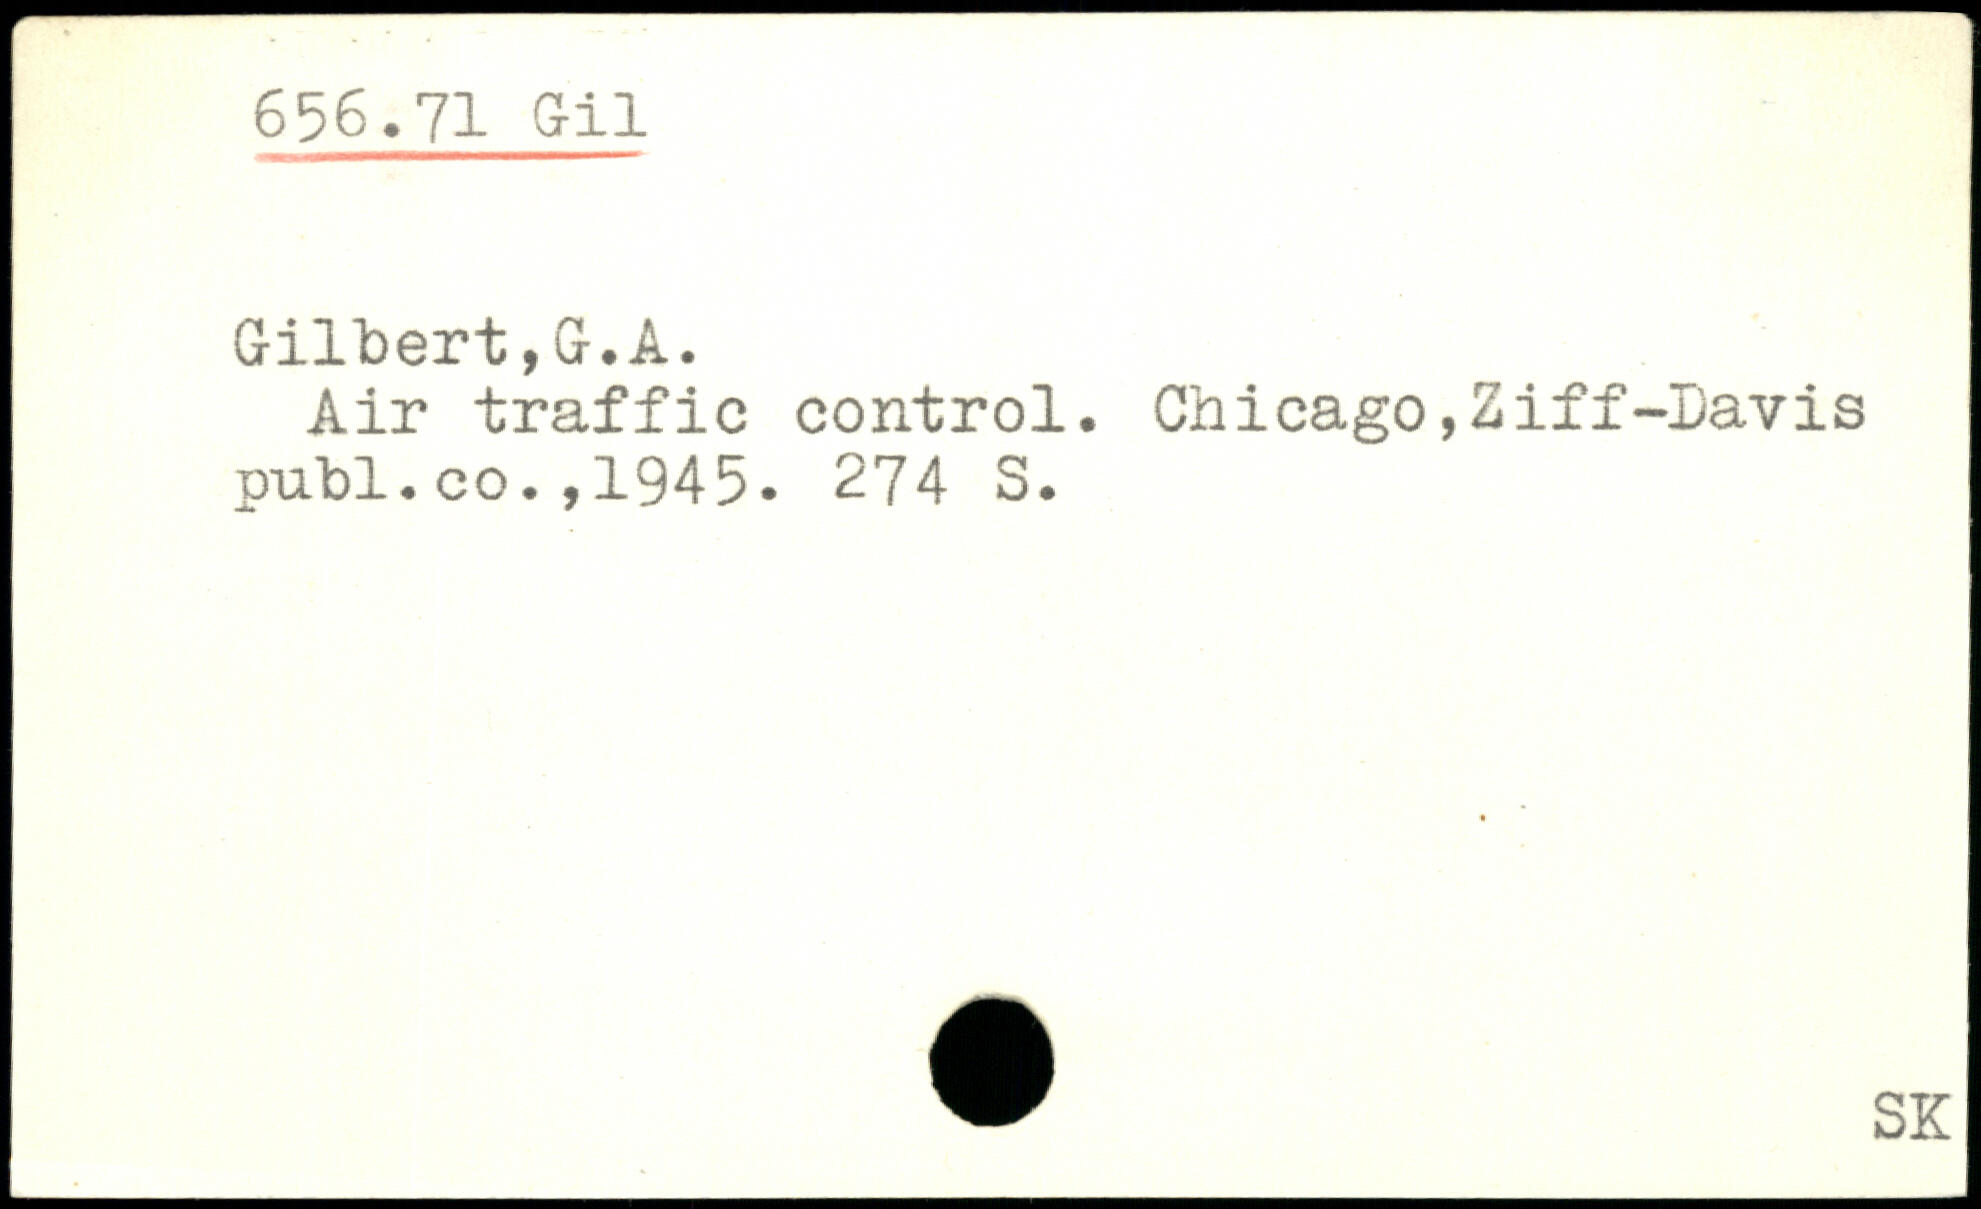 656.71 Gil
Gilbert,G.A.
Air traffic control. Chicago,Ziff-Davis
publ.co.,1945. 274 S.
SK